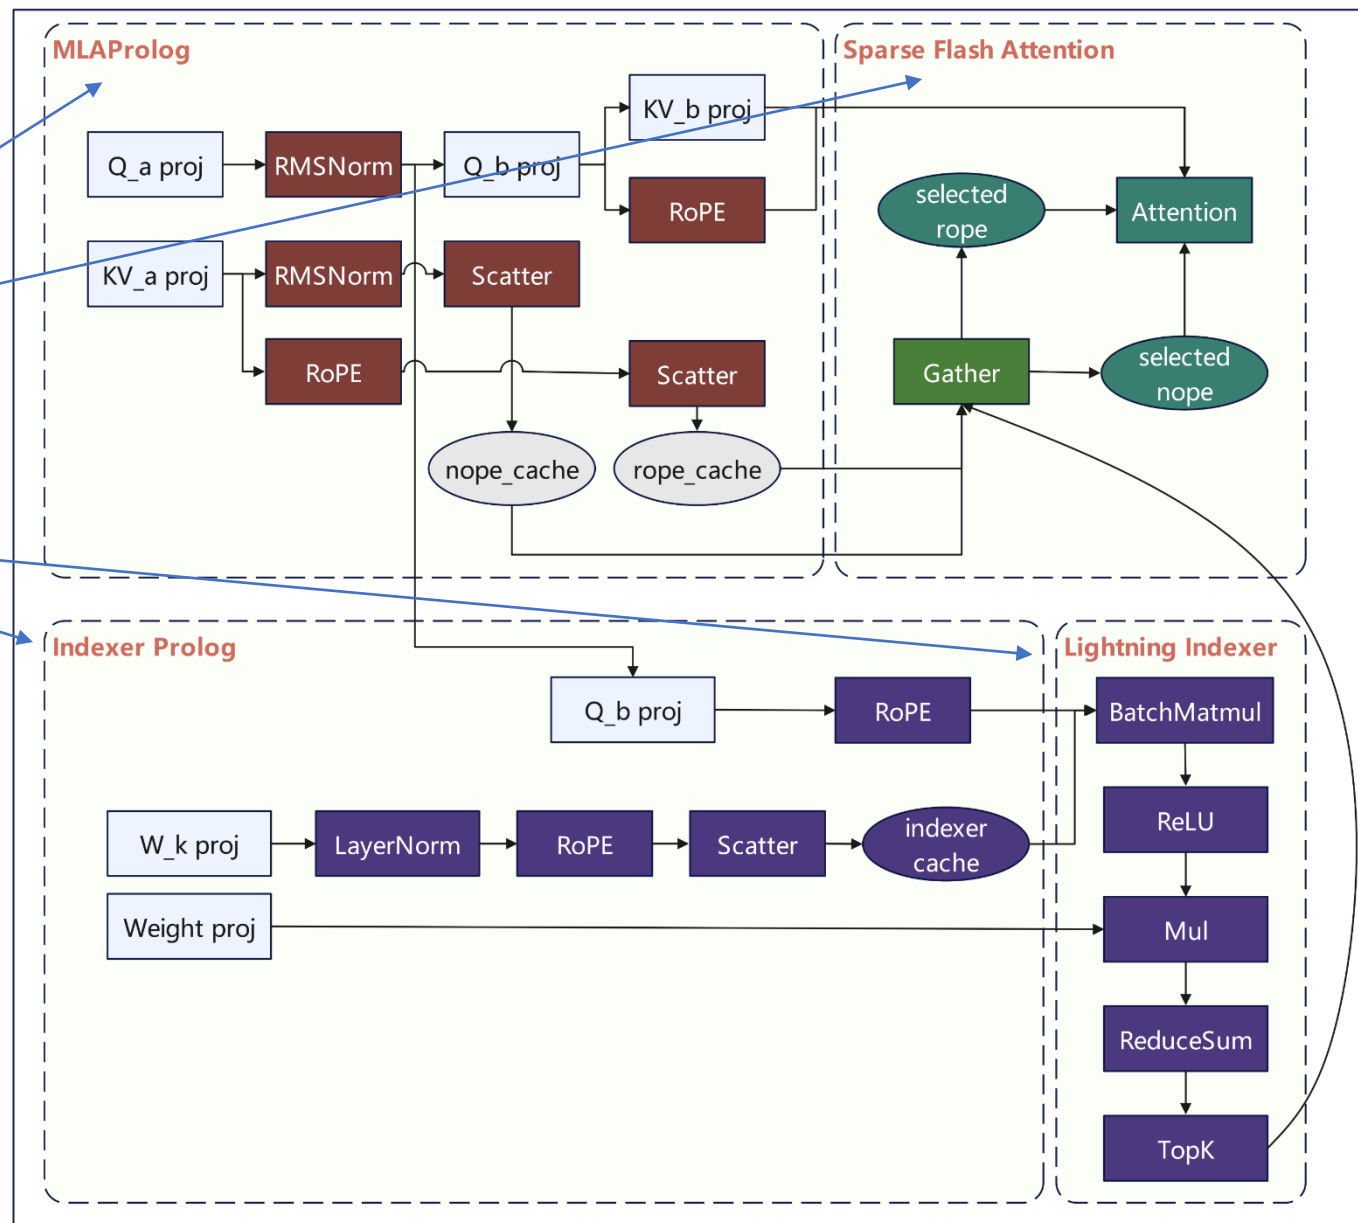 MLAProlog
Q_a proj
RMSNorm
Q_b proj
KV_b proj
RoPE
KV_a proj
RMSNorm
Scatter
RoPE
Scatter
nope_cache
rope_cache
Sparse Flash Attention
selected
rope
Attention
Gather
selected
nope
Indexer Prolog
Q_b proj
RoPE
W_k proj
LayerNorm
RoPE
Scatter
indexer
cache
Weight proj
Lightning Indexer
BatchMatmul
ReLU
Mul
ReduceSum
TopK